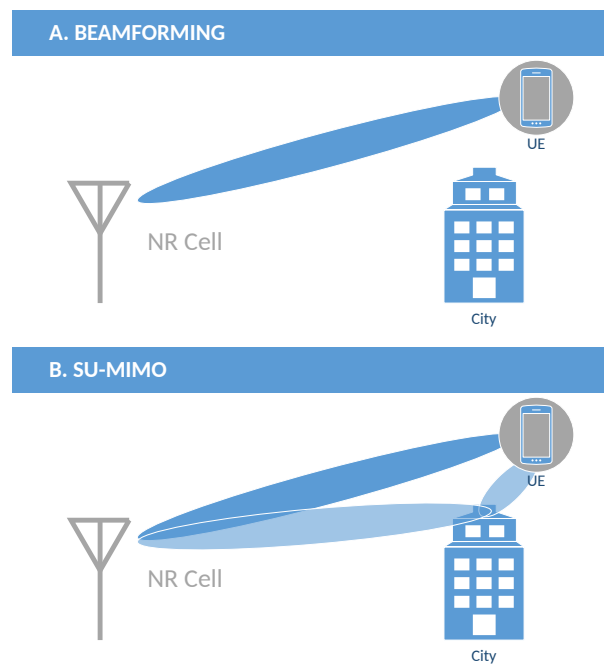 A. BEAMFORMING
UE
NR Cell
City
B. SU-MIMO
UE
NR Cell
City